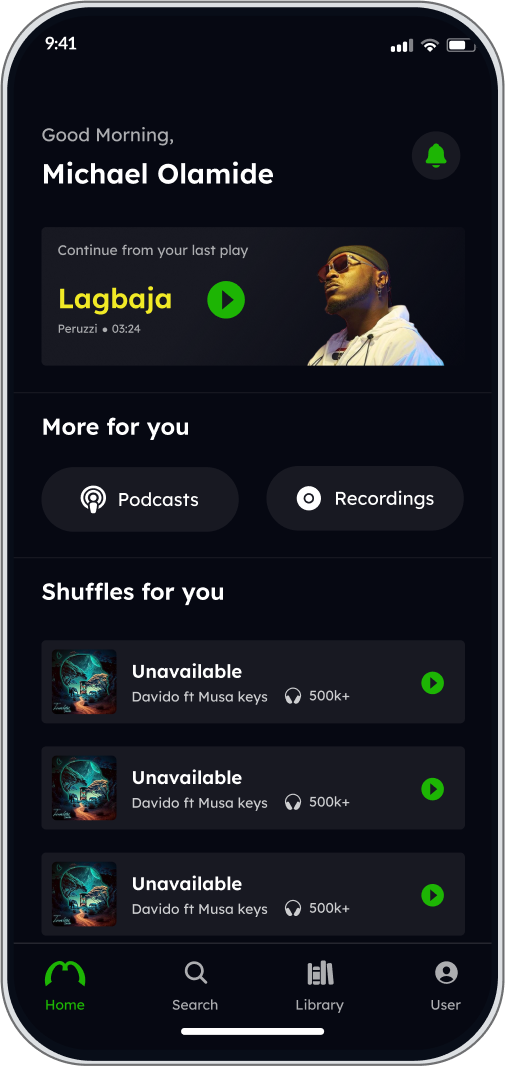 9:41
Good Morning,
Michael Olamide
Continue from your last play
Lagbaja
Peruzzi ● 03:24
More for you
Podcasts
Recordings
Shuffles for you
Unavailable
Davido ft Musa keys 500k+
Unavailable
Davido ft Musa keys 500k+
Unavailable
Davido ft Musa keys 500k+
Home
Search
Library
User